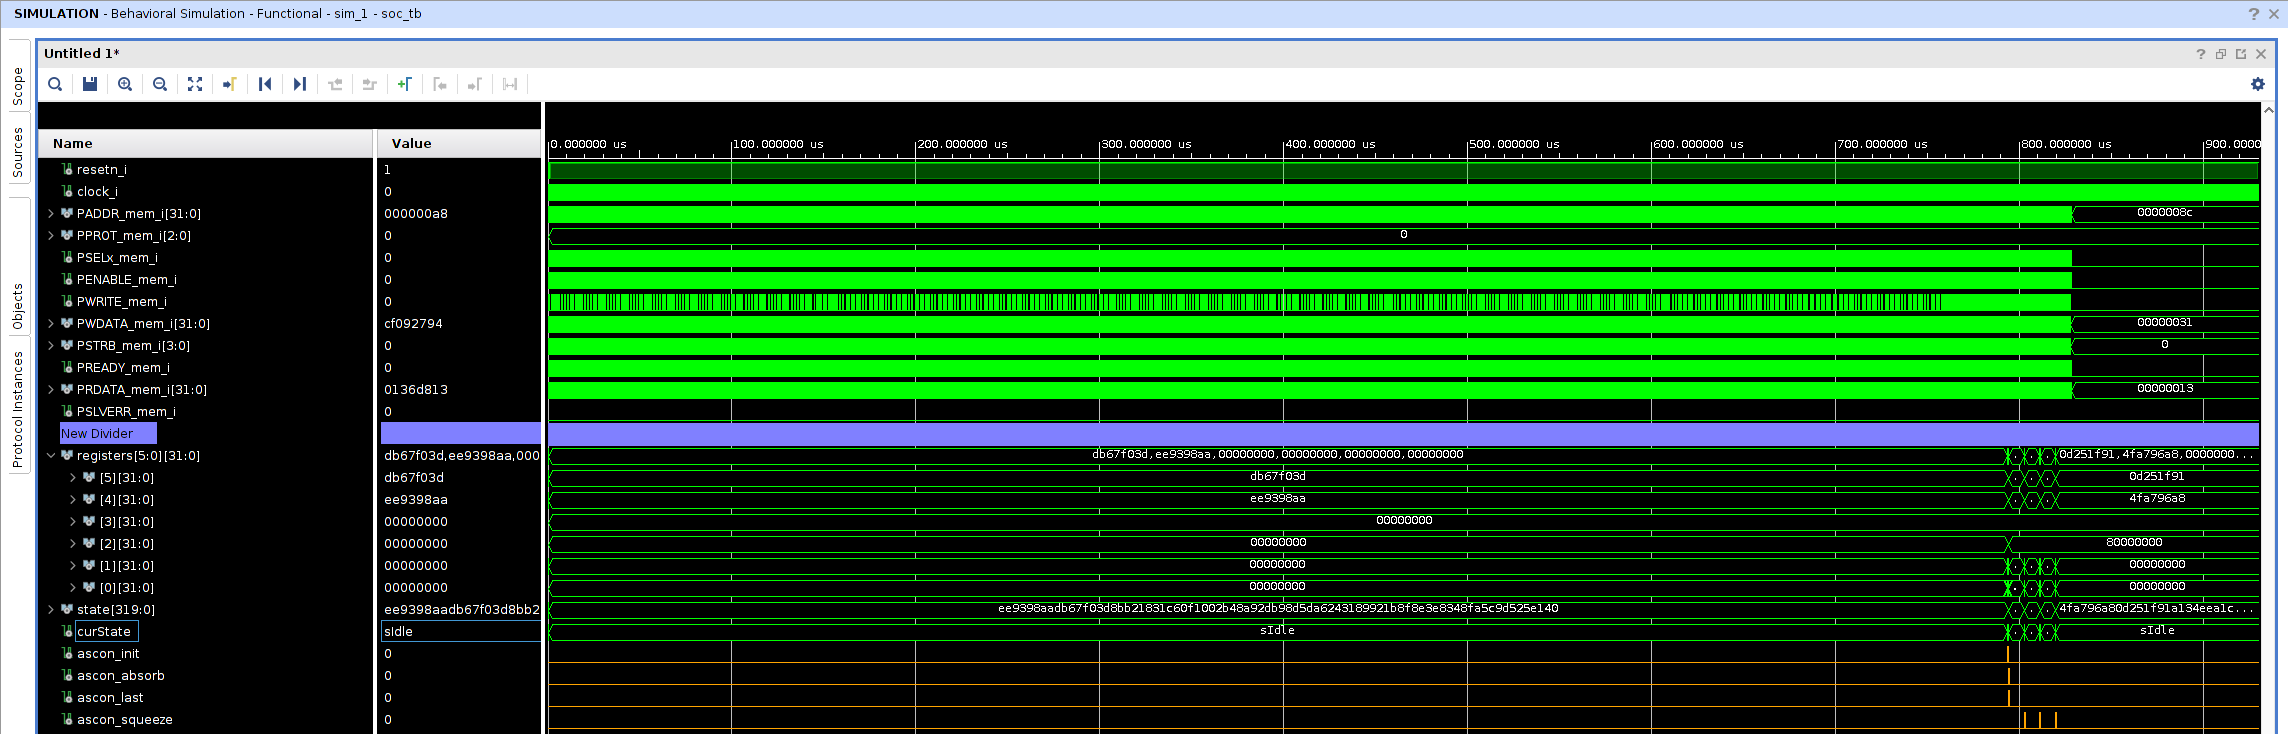 SIMULATION - Behavioral Simulation - Functional - sim_1 - soc_tb
Untitled 1*
Scope
Sources
Objects
Protocol Instances
Name Value 0.000000 us 100.000000 us 200.000000 us 300.000000 us 400.000000 us 500.000000 us 600.000000 us 700.000000 us 800.000000 us 900.0000
resetn_i 1
clock_i 0
PADDR_mem_i[31:0] 000000a8 0000008c
PPROT_mem_i[2:0] 0 0
PSELx_mem_i 0
PENABLE_mem_i 0
PWRITE_mem_i 0
PWDATA_mem_i[31:0] cf092794 00000031
PSTRB_mem_i[3:0] 0 0
PREADY_mem_i 0
PRDATA_mem_i[31:0] 0136d813 00000013
PSLVERR_mem_i 0
New Divider
registers[5:0][31:0] db67f03d,ee9398aa,000 db67f03d,ee9398aa,00000000,00000000,00000000,00000000 0d251f91,4fa796a8,0000000...
[5][31:0] db67f03d db67f03d 0d251f91
[4][31:0] ee9398aa ee9398aa 4fa796a8
[3][31:0] 00000000 00000000
[2][31:0] 00000000 00000000 80000000
[1][31:0] 00000000 00000000 00000000
[0][31:0] 00000000 00000000 00000000
state[319:0] ee9398aadb67f03d8bb2 ee9398aadb67f03d8bb21831c60f1002b48a92db98d5da6243189921b8f8e3e8348fa5c9d525e140 4fa796a80d251f91a134eea1c...
curState sIdle sIdle sIdle
ascon_init 0
ascon_absorb 0
ascon_last 0
ascon_squeeze 0